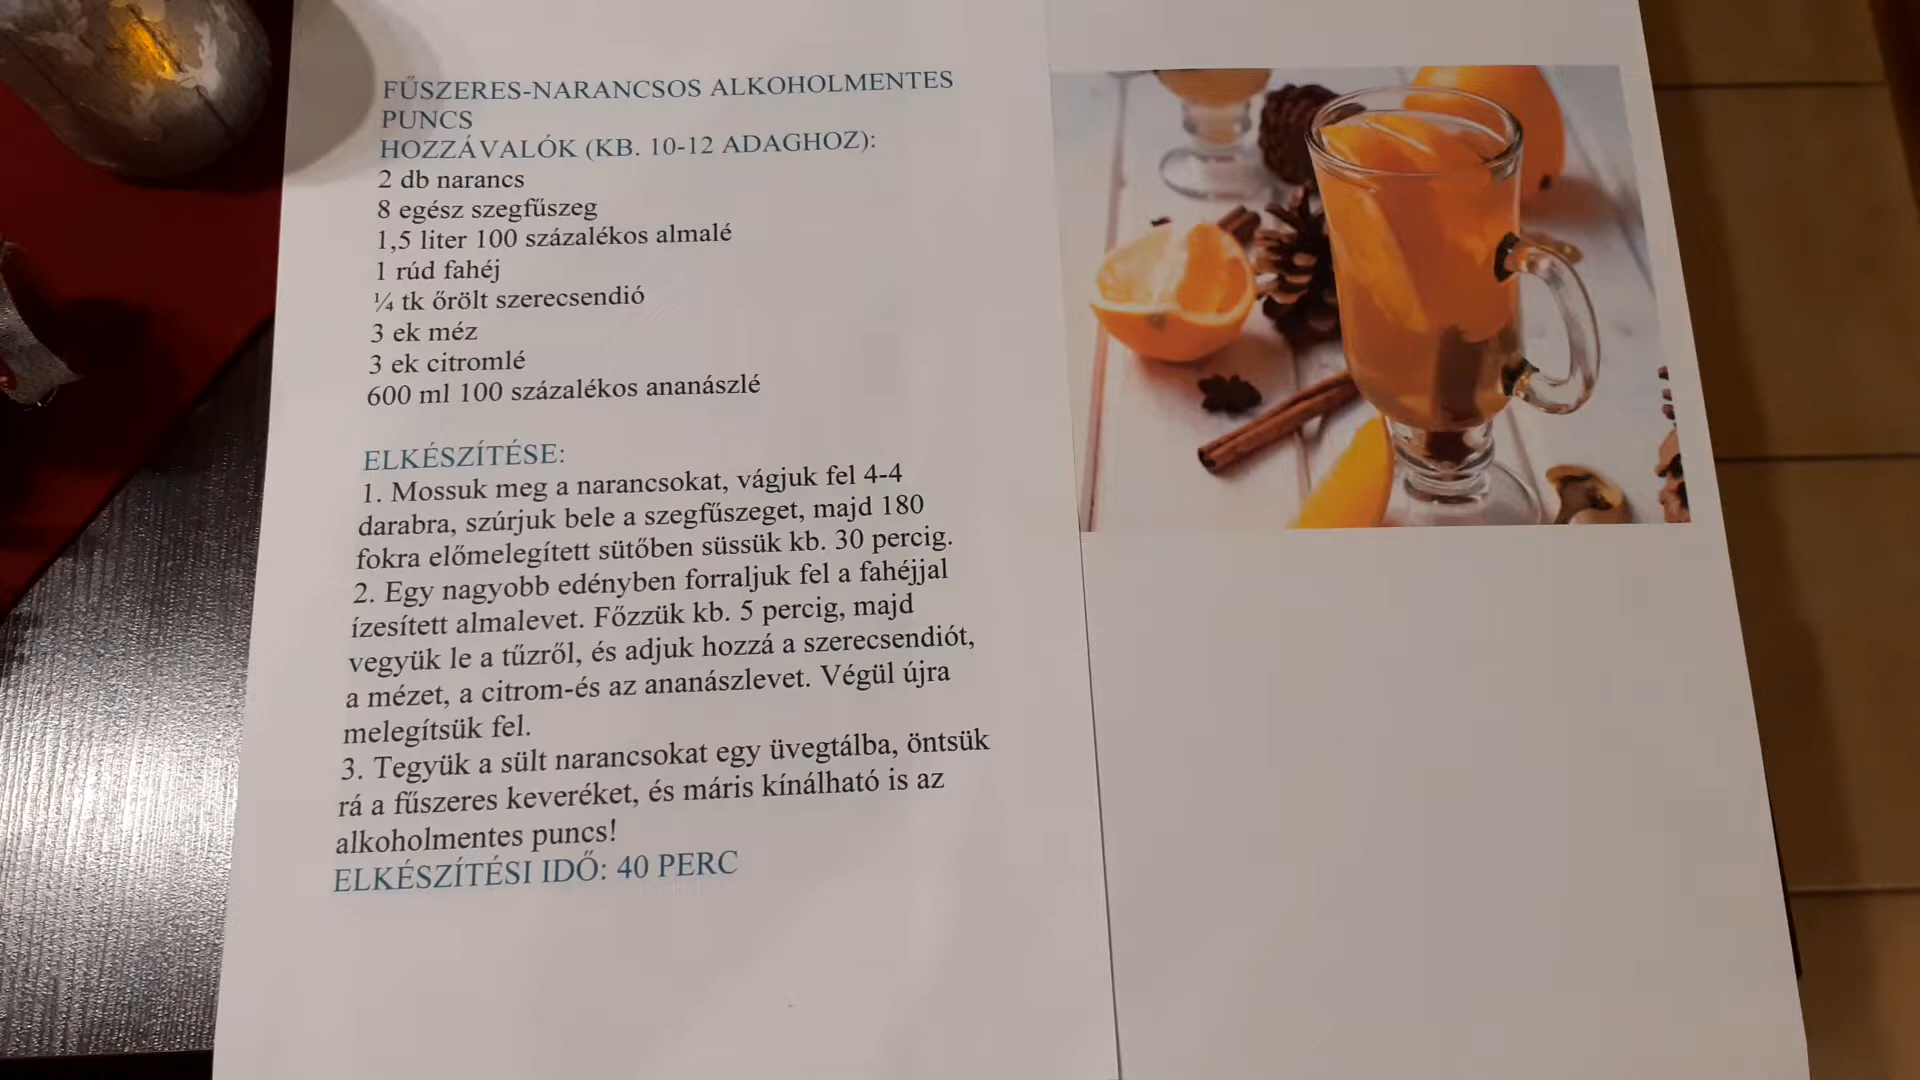 FŰSZERES-NARANCSOS ALKOHOLMENTES
PUNCS
HOZZÁVALÓK (KB. 10-12 ADAGHOZ):
2 db narancs
8 egész szegfűszeg
1,5 liter 100 százalékos almalé
1 rúd fahéj
¼ tk őrölt szerecsendió
3 ek méz
3 ek citromlé
600 ml 100 százalékos ananászlé
ELKÉSZÍTÉSE:
1. Mossuk meg a narancsokat, vágjuk fel 4-4
darabra, szúrjuk bele a szegfűszeget, majd 180
fokra előmelegített sütőben süssük kb. 30 percig.
2. Egy nagyobb edényben forraljuk fel a fahéjjal
ízesített almalevet. Főzzük kb. 5 percig, majd
vegyük le a tűzről, és adjuk hozzá a szerecsendiót,
a mézet, a citrom-és az ananászlevet. Végül újra
melegítsük fel.
3. Tegyük a sült narancsokat egy üvegtálba, öntsük
rá a fűszeres keveréket, és máris kínálható is az
alkoholmentes puncs!
ELKÉSZÍTÉSI IDŐ: 40 PERC